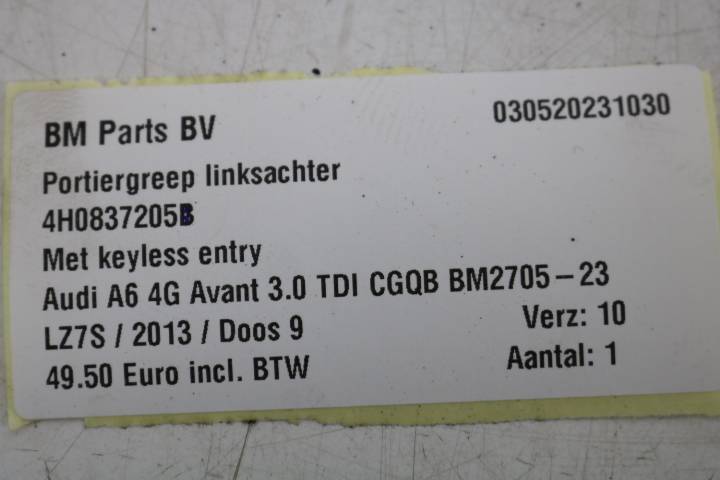 BM Parts BV
030520231030
Portiergreep linksachter
4H0837205B
Met keyless entry
Audi A6 4G Avant 3.0 TDI CGQB BM2705-23
LZ7S / 2013 / Doos 9
Verz: 10
49.50 Euro incl. BTW
Aantal: 1